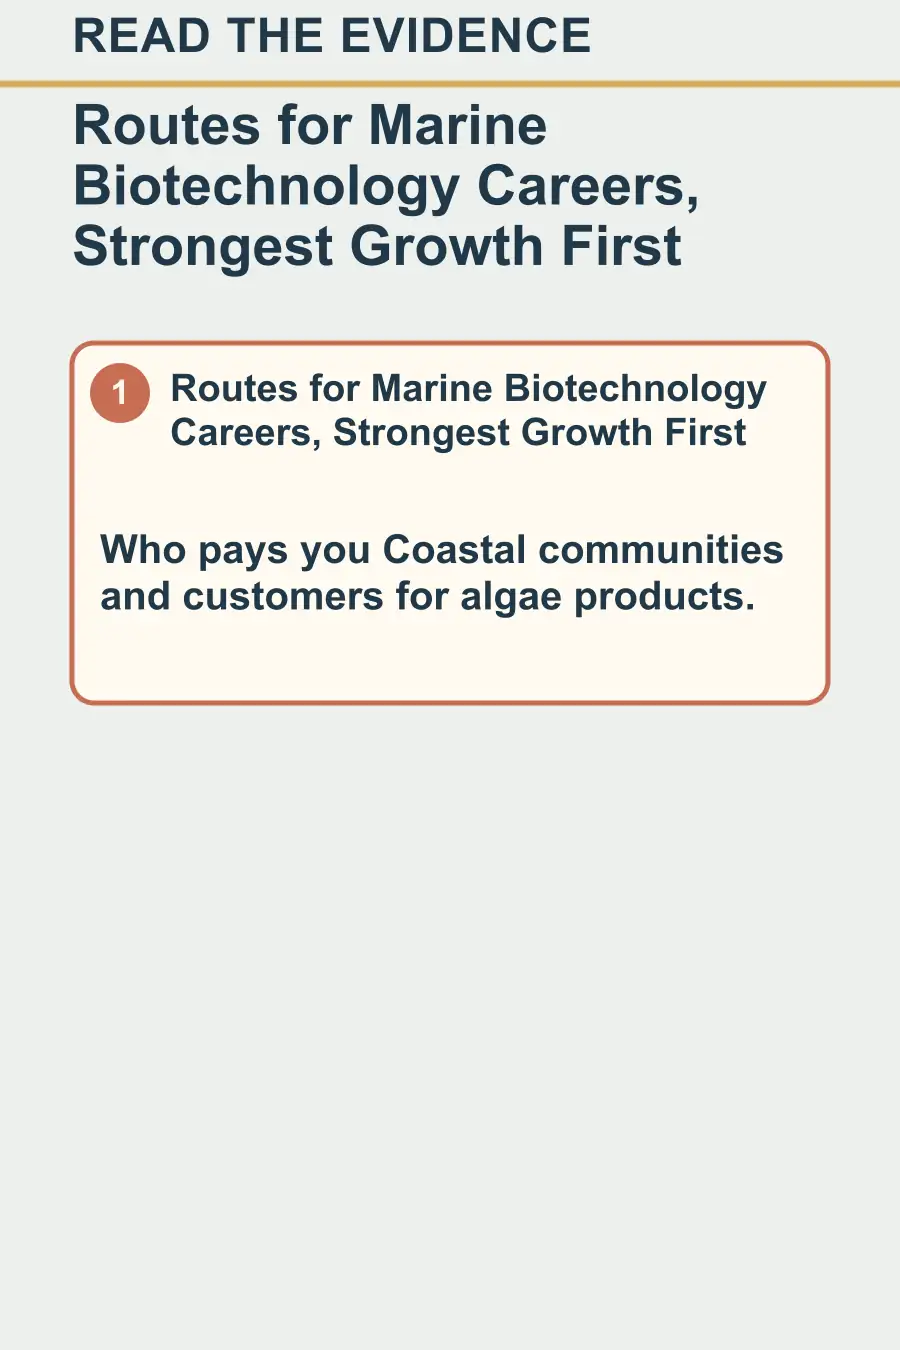 READ THE EVIDENCE
Routes for Marine
Biotechnology Careers,
Strongest Growth First
1
Routes for Marine Biotechnology
Careers, Strongest Growth First
Who pays you Coastal communities
and customers for algae products.